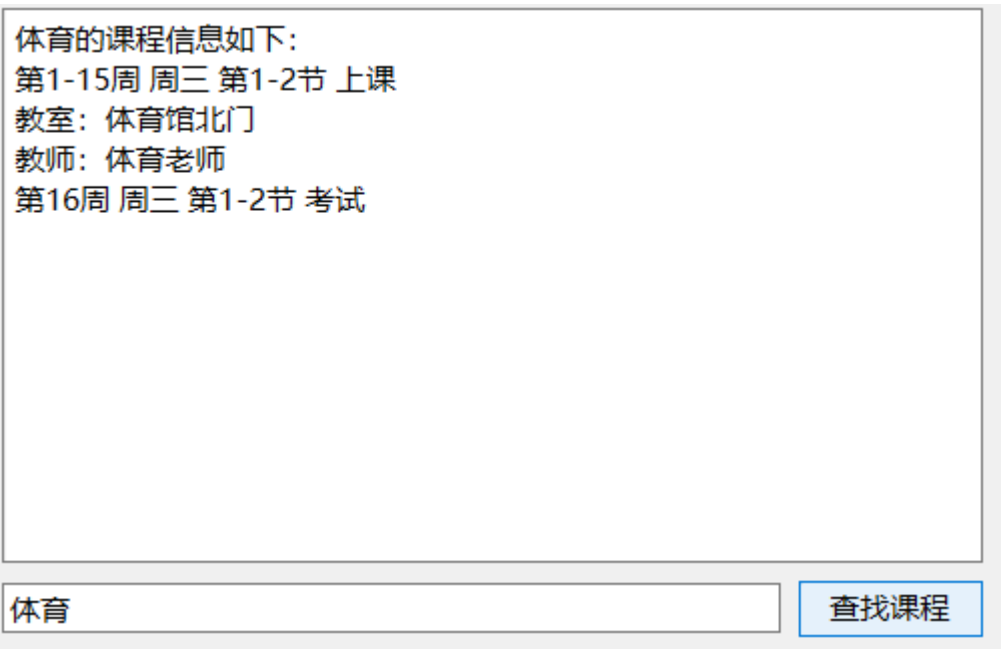 体育的课程信息如下：
第1-15周 周三 第1-2节 上课
教室：体育馆北门
教师：体育老师
第16周 周三 第1-2节 考试
体育
查找课程